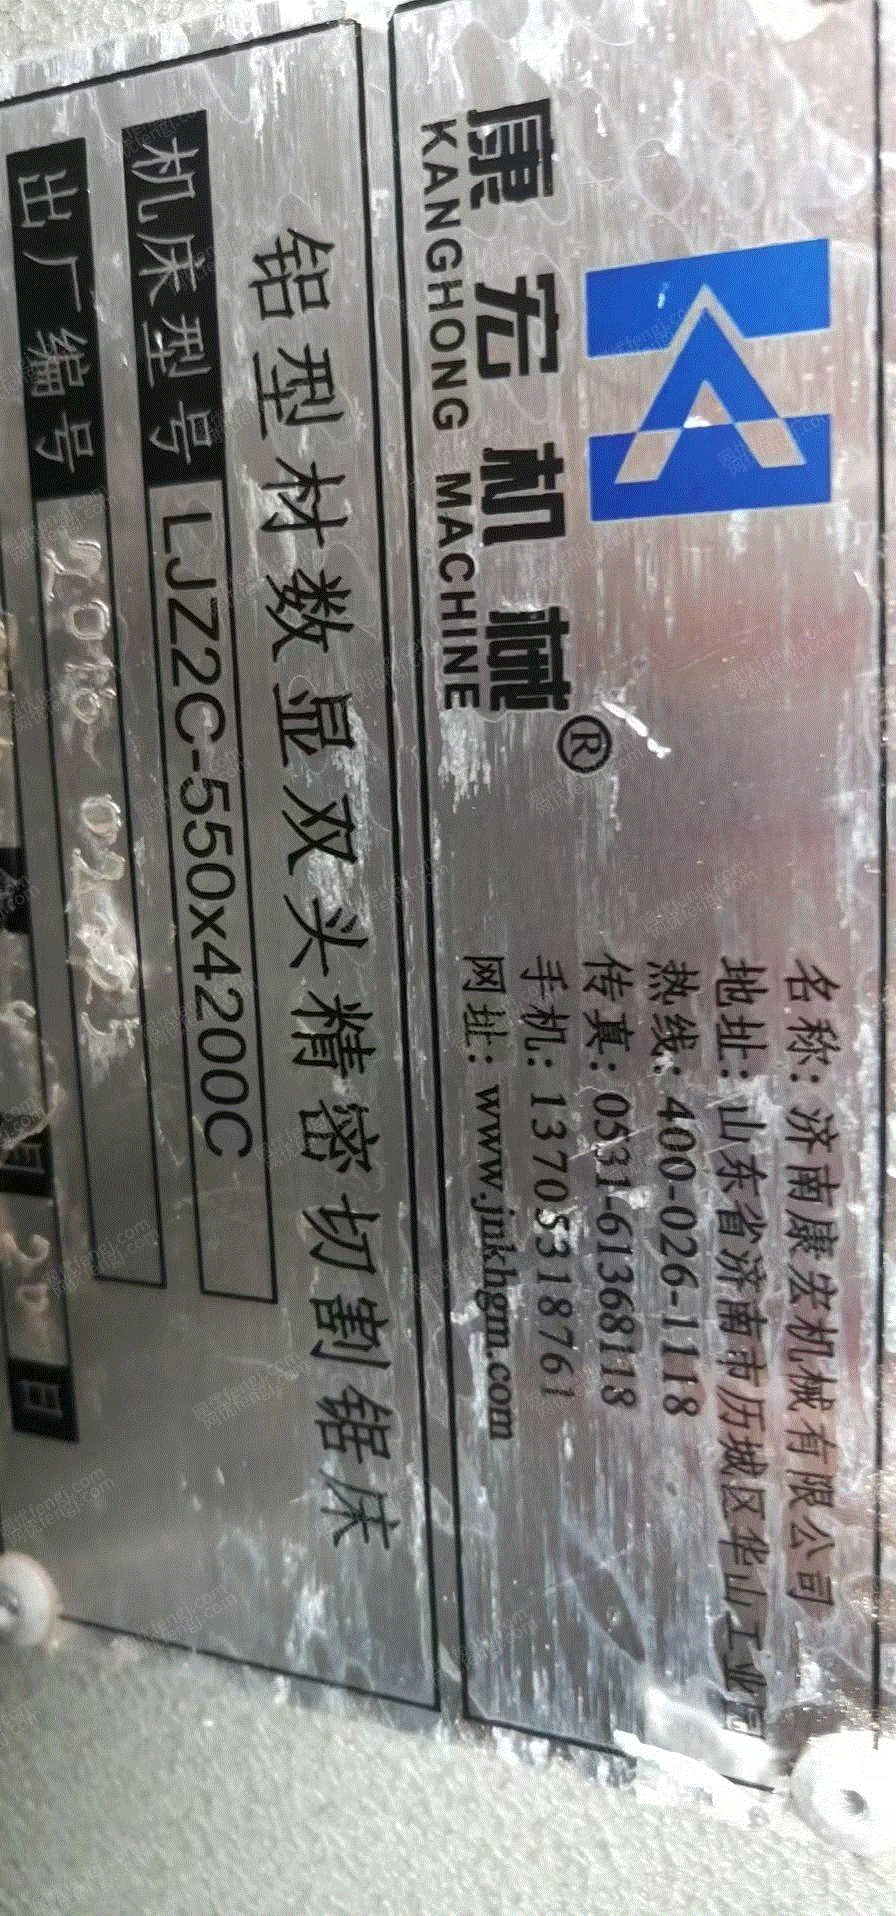 康宏机械®
KANGHONG MACHINE
名称：济南康宏机械有限公司
地址：山东省济南市历城区华山工业
热线：400-026-1118
传真：0531-61368118
手机：13705318761
网址：www.jnkhgm.com
铝型材数显双头精密切割锯床
机床型号 LJZ2C-550x4200C
出厂编号
日